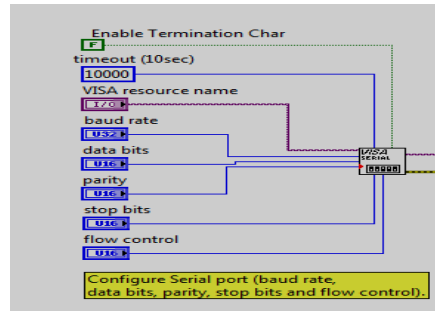 Enable Termination Char
F
timeout (10sec)
10000
VISA resource name
I/O
baud rate
U32
data bits
U16
parity
U16
stop bits
U16
flow control
U16
VISA
SERIAL
Configure Serial port (baud rate,
data bits, parity, stop bits and flow control).